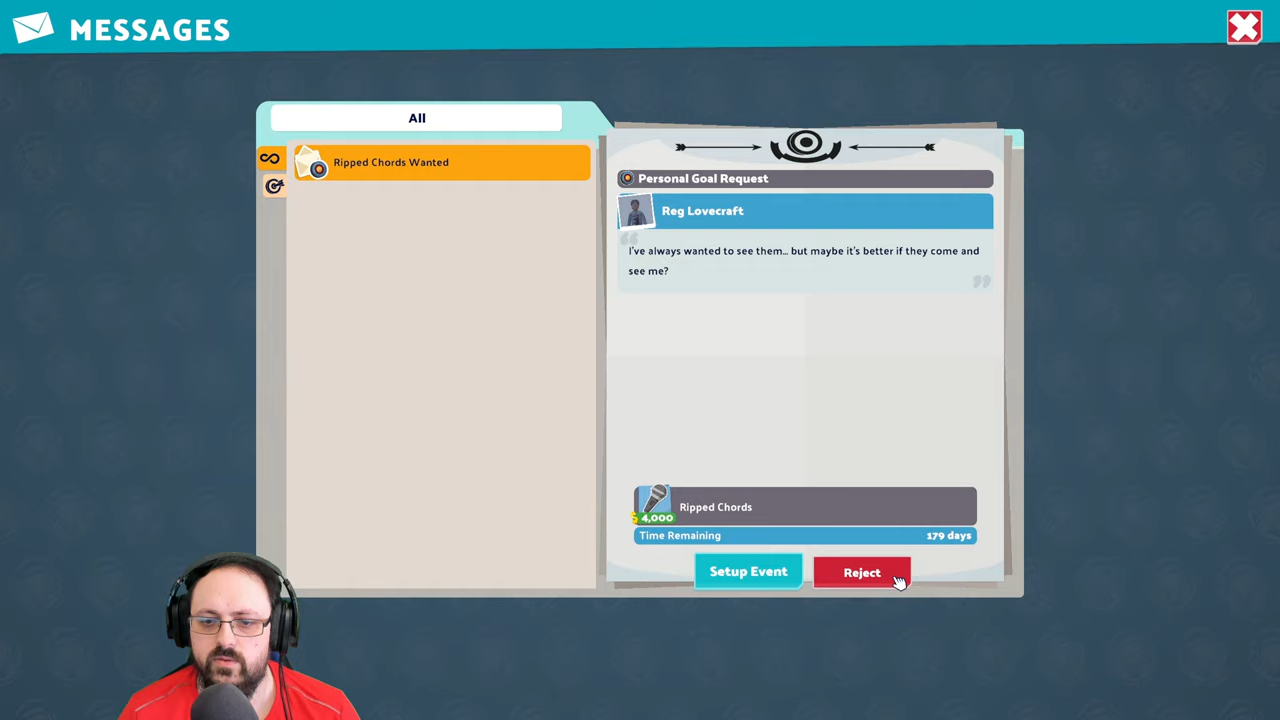 MESSAGES
All
Ripped Chords Wanted
Personal Goal Request
Reg Lovecraft
I've always wanted to see them... but maybe it's better if they come and
see me?
Ripped Chords
$ 4,000
Time Remaining 179 days
Setup Event Reject